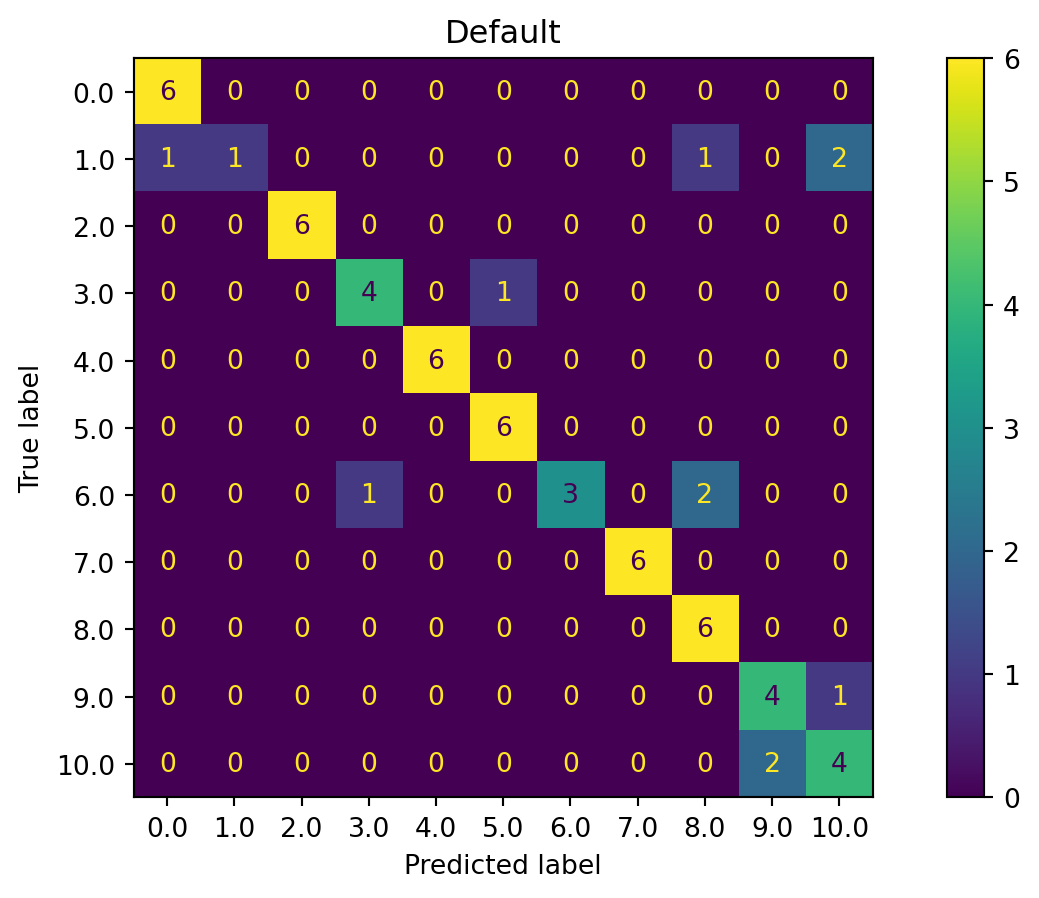 Default
0.0 6 0 0 0 0 0 0 0 0 0 0
1.0 1 1 0 0 0 0 0 0 1 0 2
2.0 0 0 6 0 0 0 0 0 0 0 0
3.0 0 0 0 4 0 1 0 0 0 0 0
4.0 0 0 0 0 6 0 0 0 0 0 0
5.0 0 0 0 0 0 6 0 0 0 0 0
6.0 0 0 0 1 0 0 3 0 2 0 0
7.0 0 0 0 0 0 0 0 6 0 0 0
8.0 0 0 0 0 0 0 0 0 6 0 0
9.0 0 0 0 0 0 0 0 0 0 4 1
10.0 0 0 0 0 0 0 0 0 0 2 4
True label
0.0 1.0 2.0 3.0 4.0 5.0 6.0 7.0 8.0 9.0 10.0
Predicted label
6
5
4
3
2
1
0